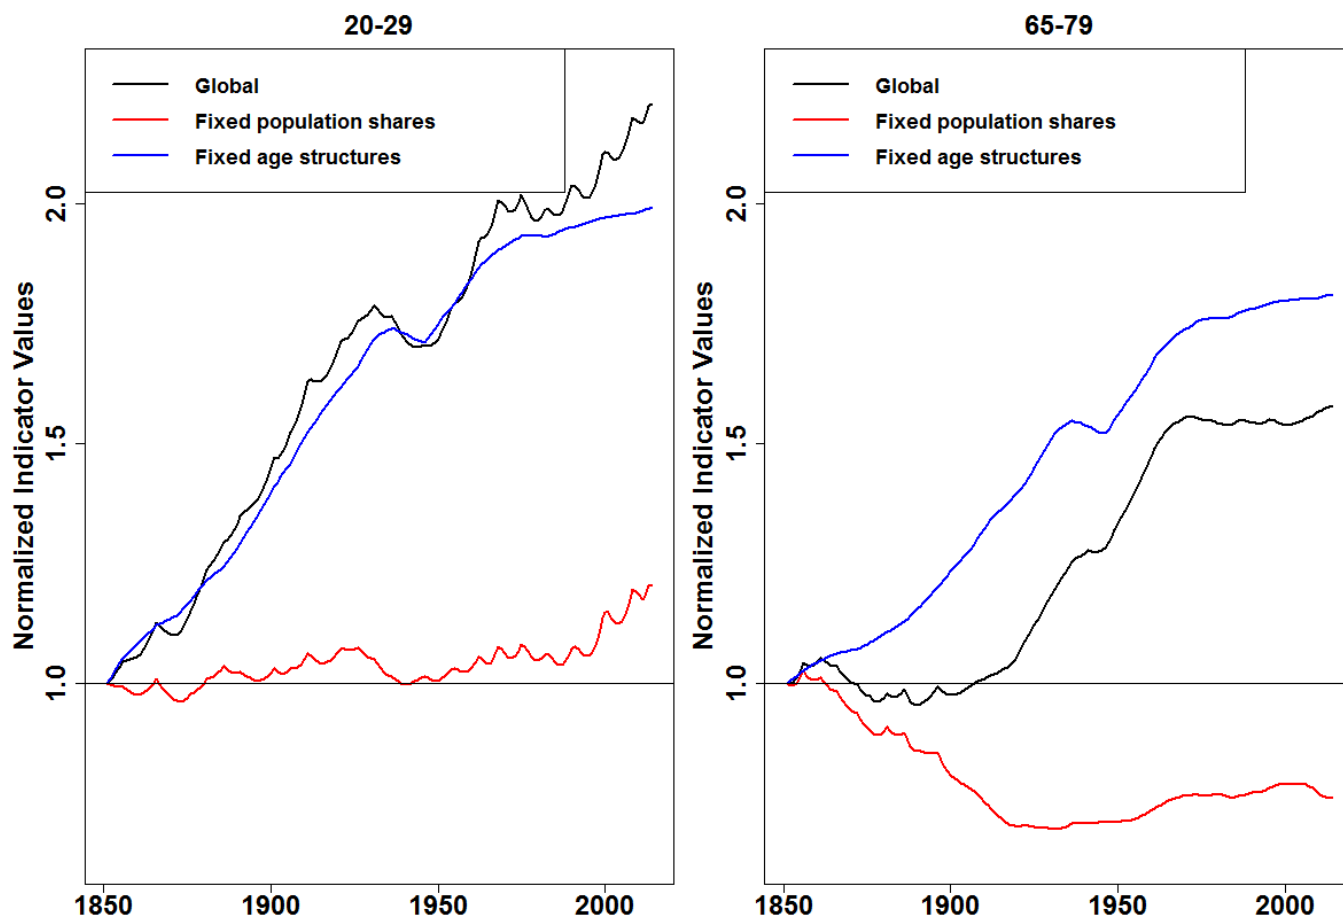 20-29
Global
Fixed population shares
Fixed age structures
Normalized Indicator Values
2.0
1.5
1.0
1850
1900
1950
2000
65-79
Global
Fixed population shares
Fixed age structures
Normalized Indicator Values
2.0
1.5
1.0
1850
1900
1950
2000